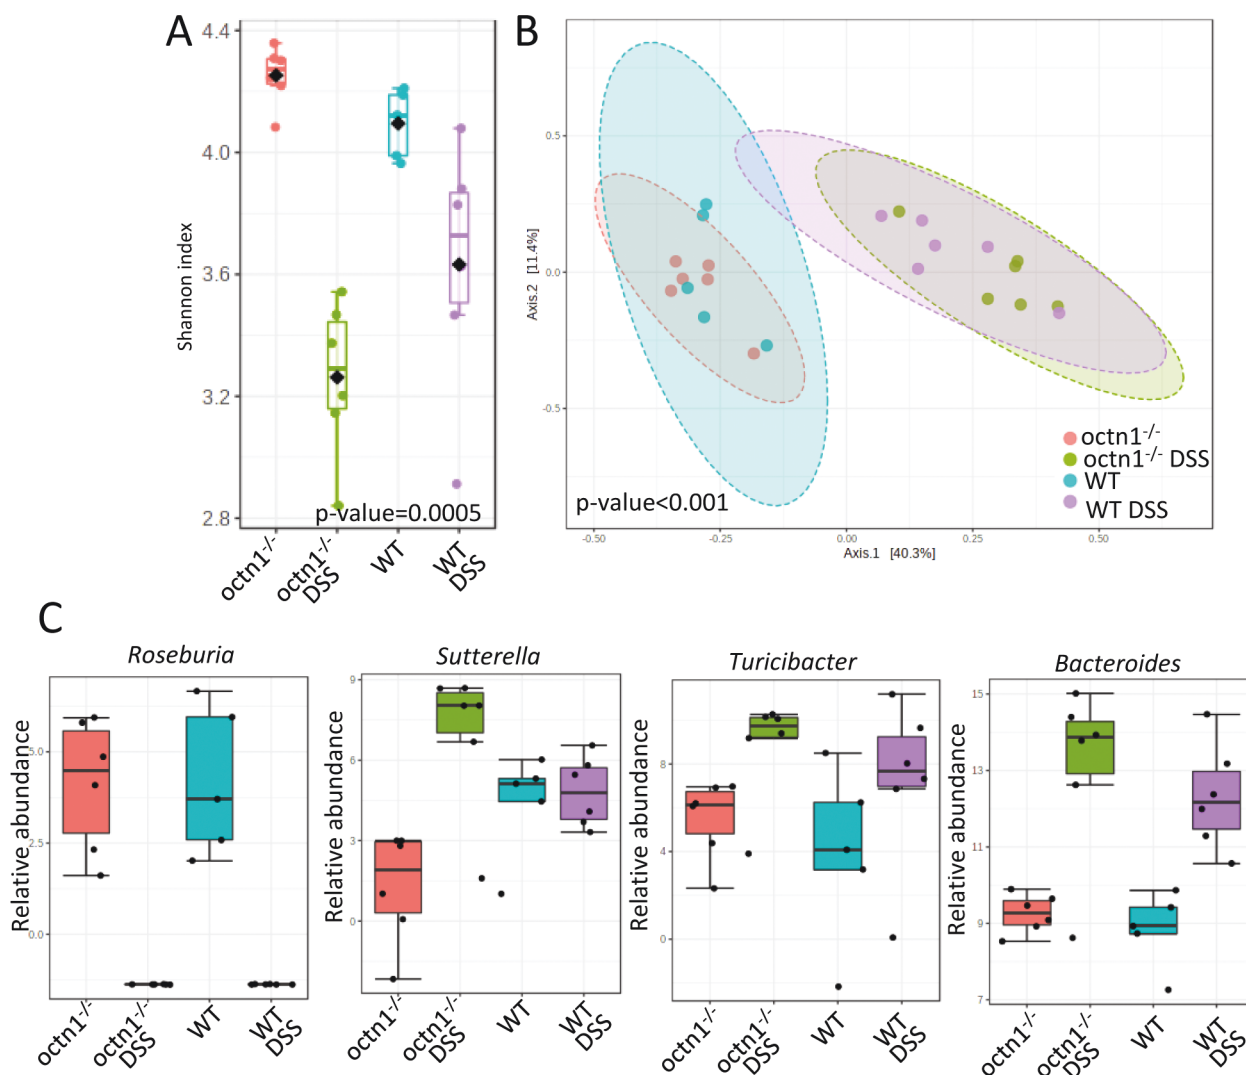 A
4.4
4.0
3.6
3.2
2.8
Shannon index
p-value=0.0005
octn1-/-
octn1-/- DSS
WT
WT DSS
B
0.5
0.0
-0.5
Axis.2 [11.4%]
p-value<0.001
octn1-/-
octn1-/- DSS
WT
WT DSS
-0.50
-0.25
0.00
0.25
0.50
Axis.1 [40.3%]
C
Roseburia
Relative abundance
5.0
2.5
0.0
octn1-/-
octn1-/- DSS
WT
WT DSS
Sutterella
Relative abundance
9
6
3
0
octn1-/-
octn1-/- DSS
WT
WT DSS
Turicibacter
Relative abundance
8
4
0
octn1-/-
octn1-/- DSS
WT
WT DSS
Bacteroides
Relative abundance
15
13
11
9
7
octn1-/-
octn1-/- DSS
WT
WT DSS